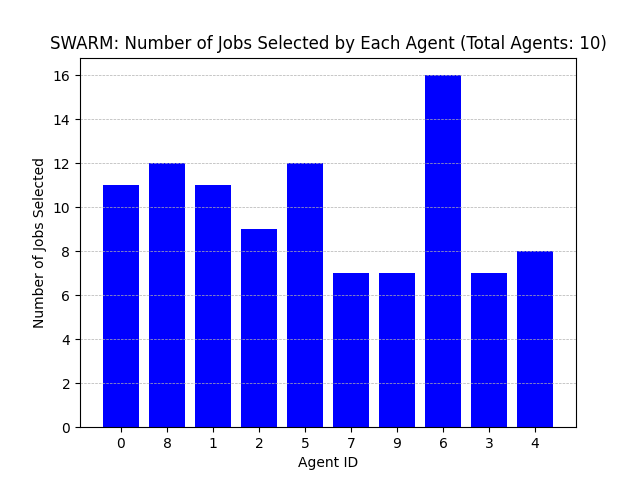 SWARM: Number of Jobs Selected by Each Agent (Total Agents: 10)
Number of Jobs Selected
16
14
12
10
8
6
4
2
0
0 8 1 2 5 7 9 6 3 4
Agent ID